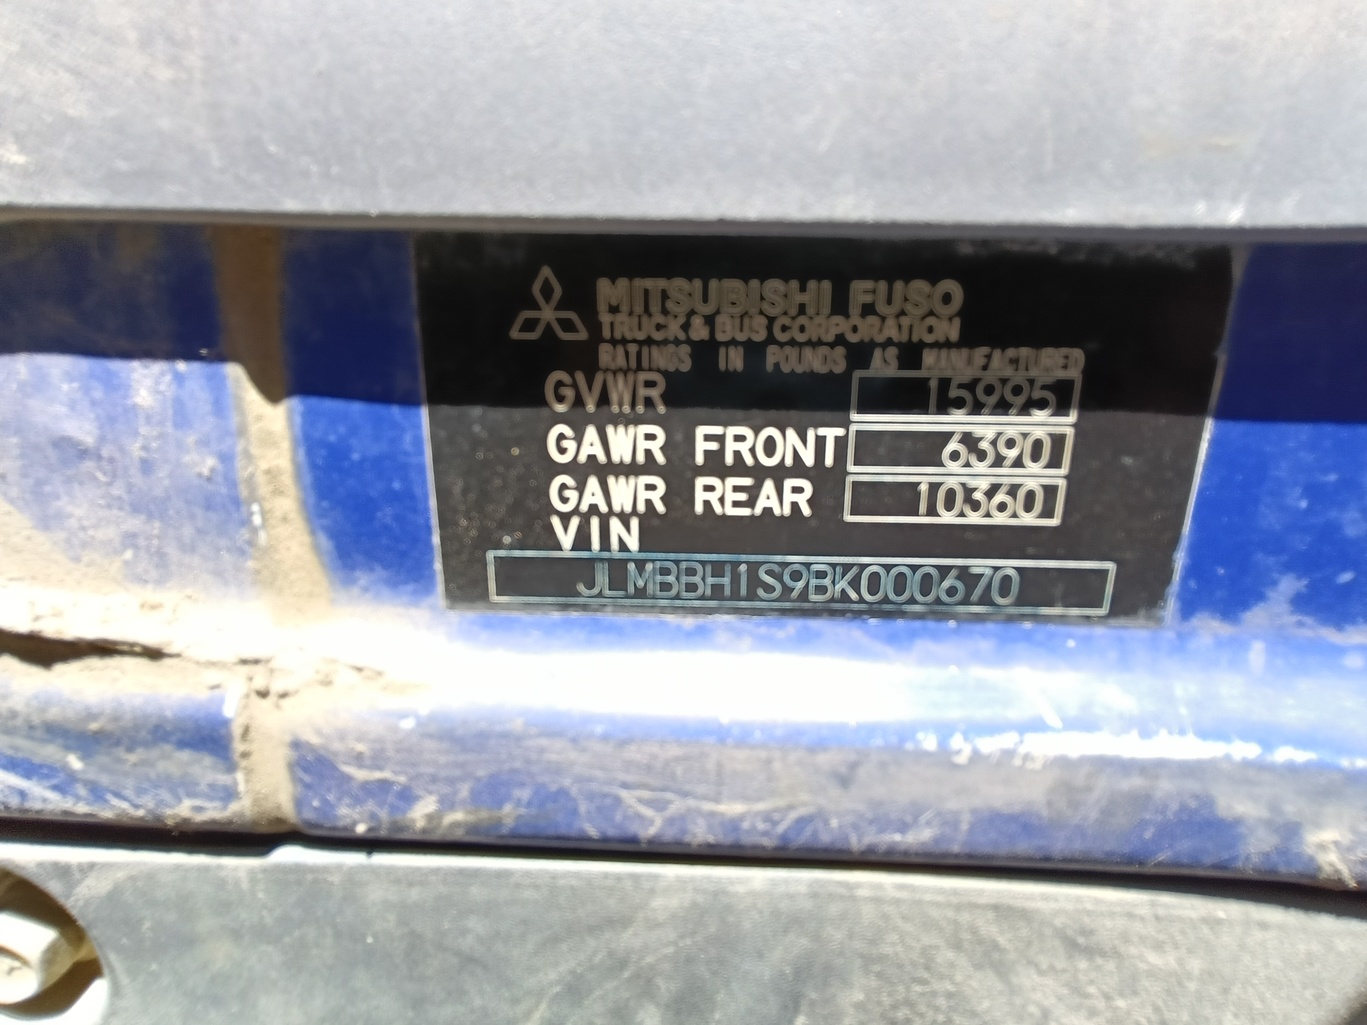 MITSUBISHI FUSO
TRUCK & BUS CORPORATION
RATINGS IN POUNDS AS MANUFACTURED
GVWR 15995
GAWR FRONT 6390
GAWR REAR 10360
VIN
JLMBBH1S9BK000670